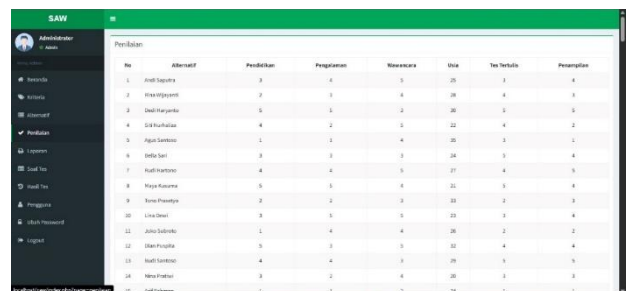 SAW
Administrator
Admin
Beranda
Kriteria
Alternatif
Penilaian
Laporan
Soal Tes
Hasil Tes
Pengguna
Ubah Password
Logout
Penilaian
No Alternatif Pendidikan Pengalaman Wawancara Usia Tes Tertulis Penampilan
1 Andi Saputra 3 4 5 25 3 4
2 Rina Wijayanti 2 3 4 28 4 3
3 Dedi Haryanto 5 5 3 30 5 5
4 Siti Nurhaliza 4 2 5 22 4 2
5 Agus Santoso 1 1 4 35 3 1
6 Bella Sari 3 3 3 24 5 4
7 Rudi Hartono 4 4 5 27 4 5
8 Maya Kusuma 5 5 4 21 5 4
9 Tono Prasetyo 2 2 3 33 2 3
10 Lina Dewi 3 5 5 23 3 4
11 Joko Subroto 1 4 4 26 2 2
12 Dian Puspita 5 3 5 32 4 4
13 Budi Santoso 4 4 3 29 5 5
14 Nina Pratiwi 3 2 4 20 3 3